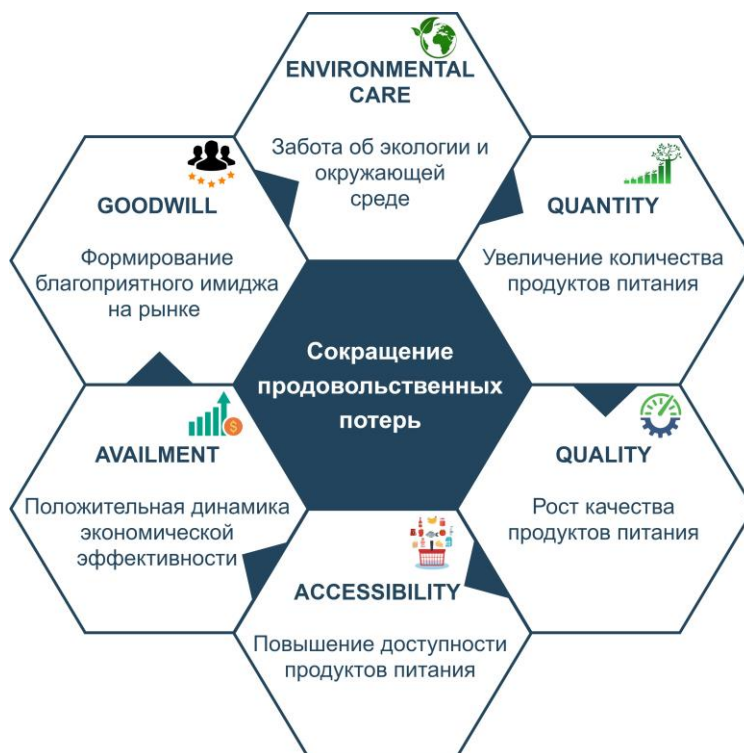 ENVIRONMENTAL
CARE
Забота об экологии и
окружающей
среде
GOODWILL
Формирование
благоприятного имиджа
на рынке
QUANTITY
Увеличение количества
продуктов питания
Сокращение
продовольственных
потерь
AVAILMENT
Положительная динамика
экономической
эффективности
QUALITY
Рост качества
продуктов питания
ACCESSIBILITY
Повышение доступности
продуктов питания